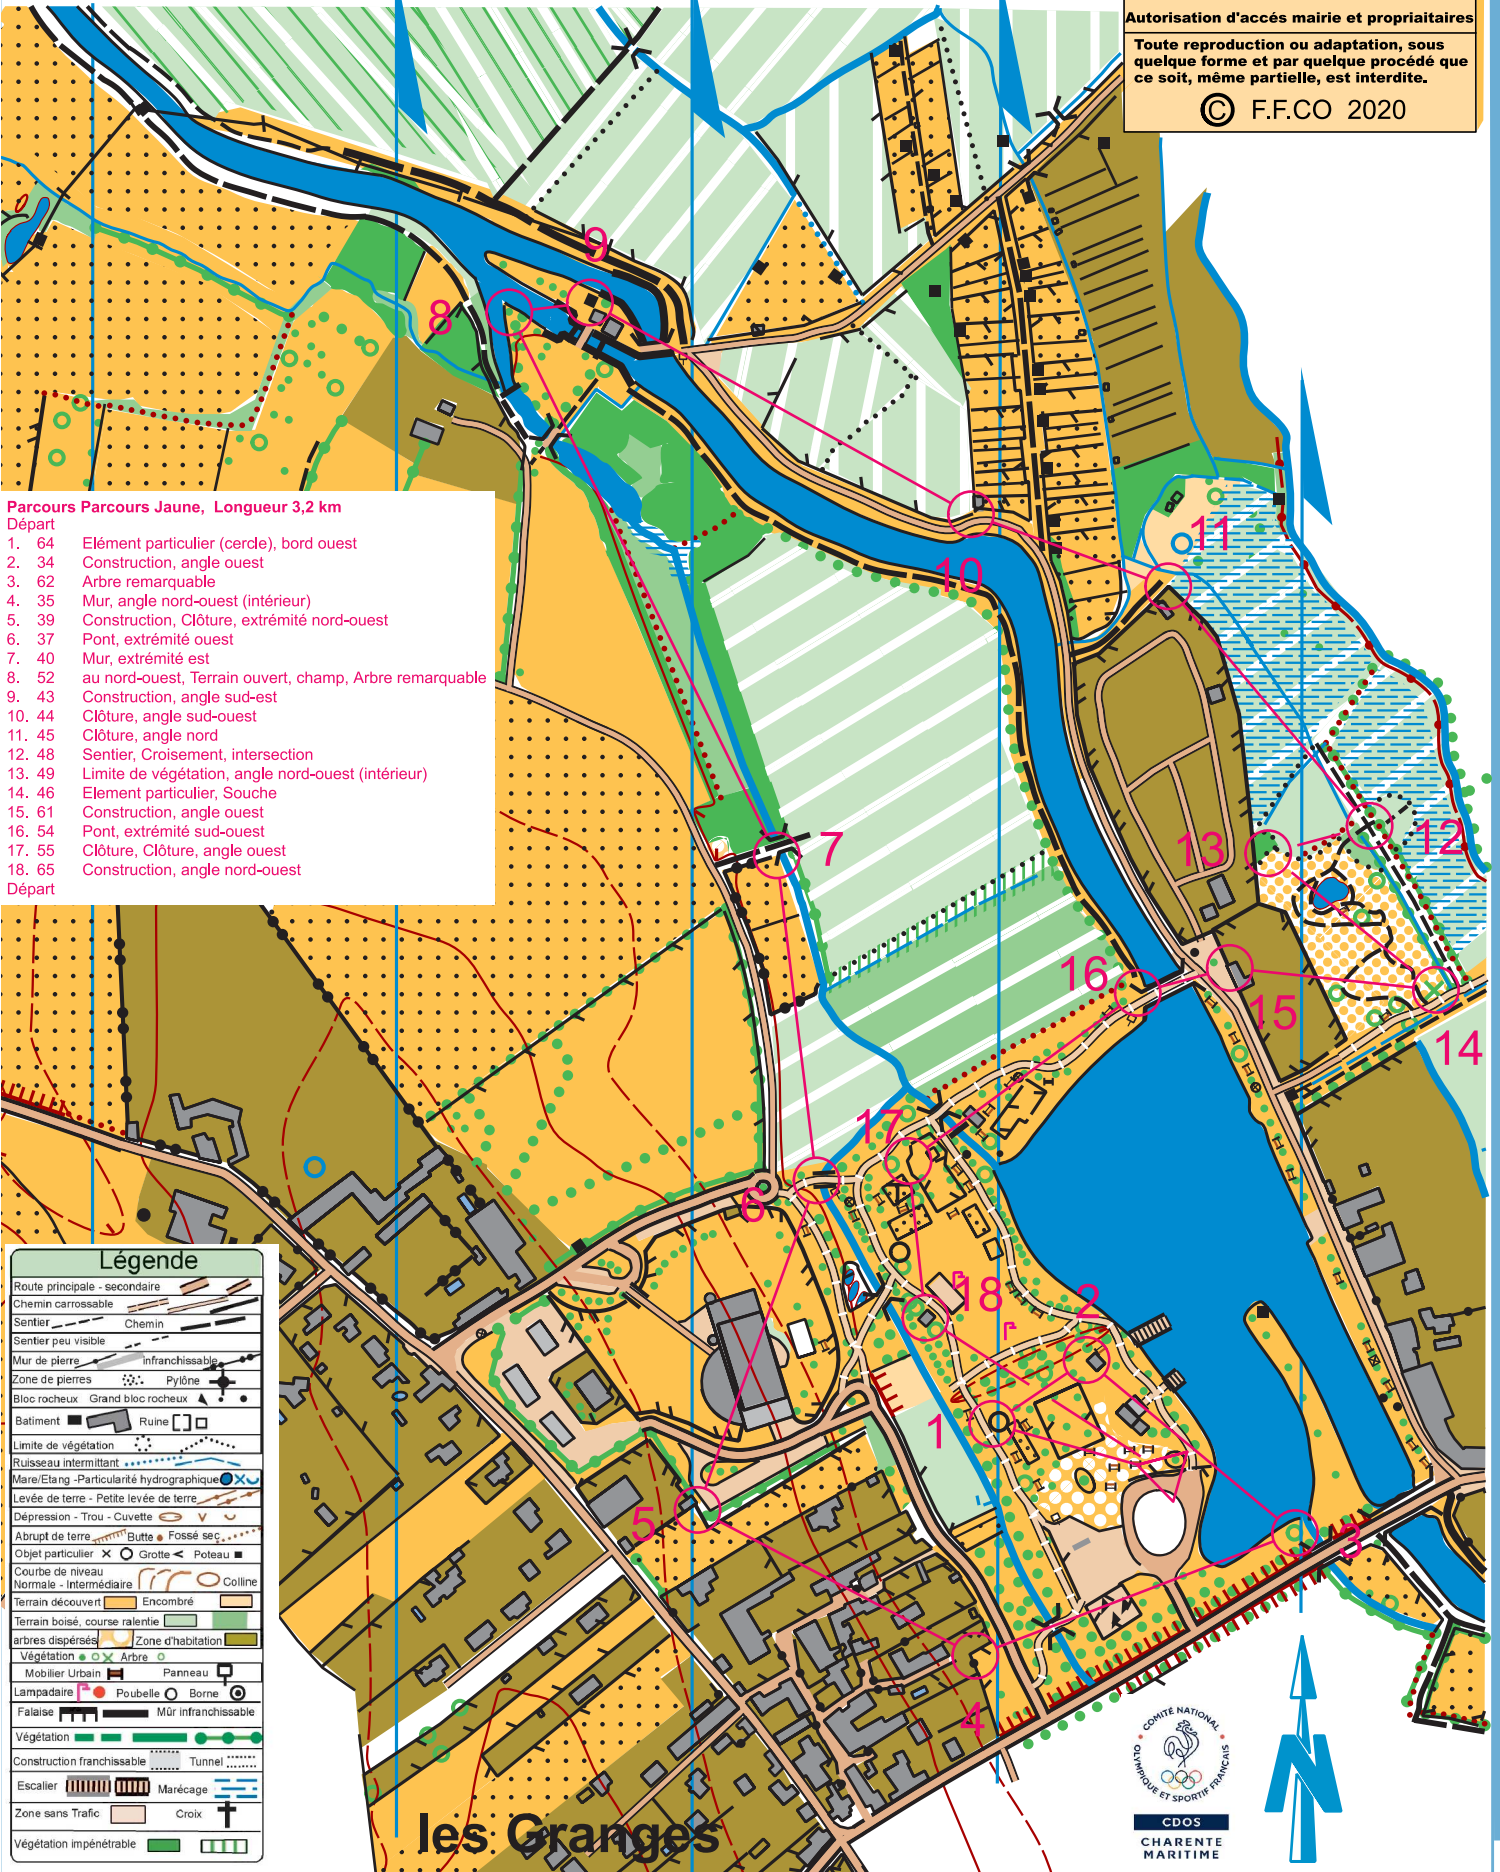 Autorisation d'accés mairie et propriaitaires
Toute reproduction ou adaptation, sous
quelque forme et par quelque procédé que
ce soit, même partielle, est interdite.
© F.F.CO 2020
9
8
10
11
Parcours Parcours Jaune, Longueur 3,2 km
Départ
1. 64 Elément particulier (cercle), bord ouest
2. 34 Construction, angle ouest
3. 62 Arbre remarquable
4. 35 Mur, angle nord-ouest (intérieur)
5. 39 Construction, Clôture, extrémité nord-ouest
6. 37 Pont, extrémité ouest
7. 40 Mur, extrémité est
8. 52 au nord-ouest, Terrain ouvert, champ, Arbre remarquable
9. 43 Construction, angle sud-est
10. 44 Clôture, angle sud-ouest
11. 45 Clôture, angle nord
12. 48 Sentier, Croisement, intersection
13. 49 Limite de végétation, angle nord-ouest (intérieur)
14. 46 Element particulier, Souche
15. 61 Construction, angle ouest
16. 54 Pont, extrémité sud-ouest
17. 55 Clôture, Clôture, angle ouest
18. 65 Construction, angle nord-ouest
Départ
7
13
12
16
15
14
17
6
18
2
1
5
3
4
Légende
Route principale - secondaire
Chemin carrossable
Sentier Chemin
Sentier peu visible
Mur de pierre infranchissable
Zone de pierres Pylône
Bloc rocheux Grand bloc rocheux
Batiment Ruine
Limite de végétation
Ruisseau intermittant
Mare/Etang -Particularité hydrographique
Levée de terre - Petite levée de terre
Dépression - Trou - Cuvette
Abrupt de terre Butte Fossé sec
Objet particulier Grotte Poteau
Courbe de niveau
Normale - Intermédiaire Colline
Terrain découvert Encombré
Terrain boisé, course ralentie
arbres dispérsés Zone d'habitation
Végétation Arbre
Mobilier Urbain Panneau
Lampadaire Poubelle Borne
Falaise Mûr infranchissable
Végétation
Construction franchissable Tunnel
Escalier Marécage
Zone sans Trafic Croix
Végétation impénétrable
les Granges
COMITÉ NATIONAL
OLYMPIQUE ET SPORTIF FRANÇAIS
CDOS
CHARENTE
MARITIME
N